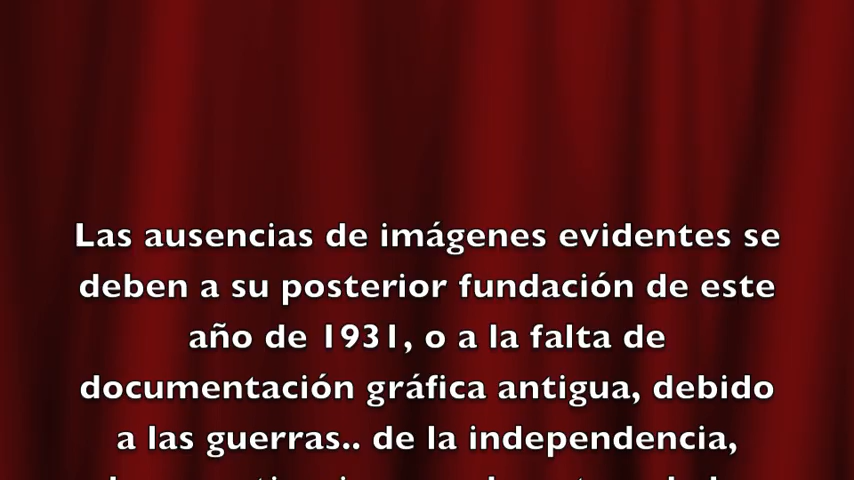 Las ausencias de imágenes evidentes se
deben a su posterior fundación de este
año de 1931, o a la falta de
documentación gráfica antigua, debido
a las guerras.. de la independencia,